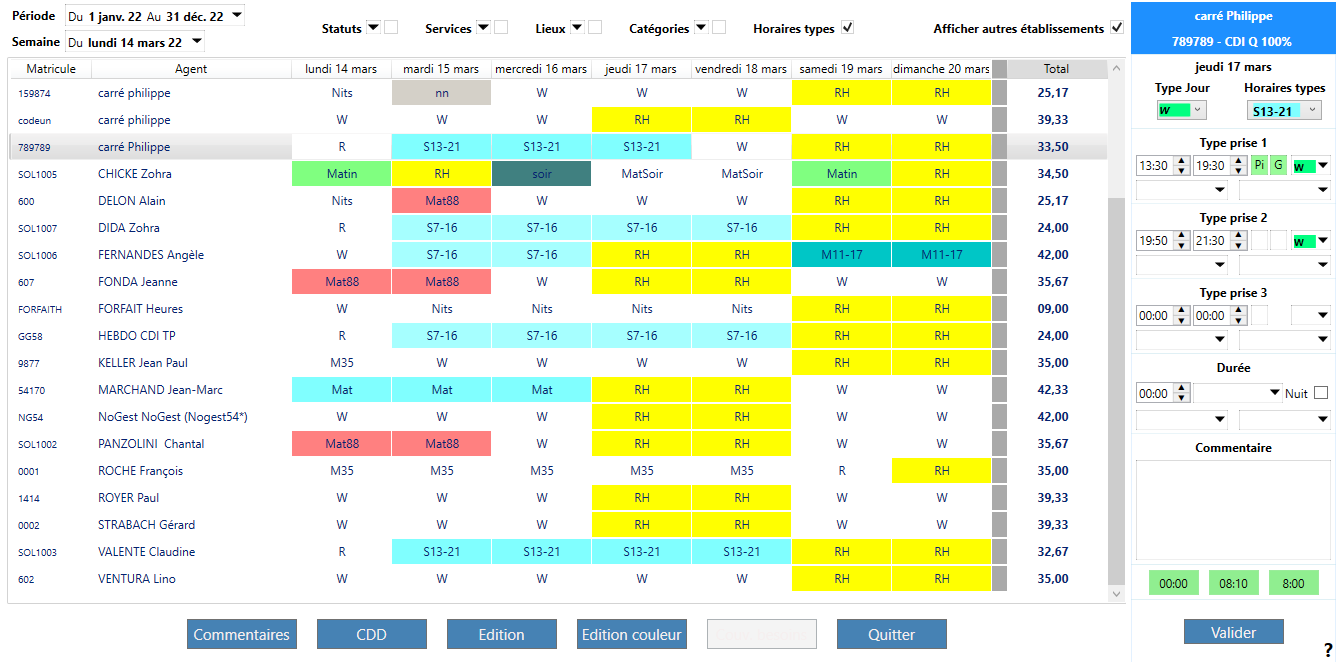 Période Du 1 janv. 22 Au 31 déc. 22
Semaine Du lundi 14 mars 22
Statuts Services Lieux Catégories Horaires types Afficher autres établissements
Matricule Agent lundi 14 mars mardi 15 mars mercredi 16 mars jeudi 17 mars vendredi 18 mars samedi 19 mars dimanche 20 mars Total
159874 carré philippe Nits nn W W W RH RH 25,17
codeun carré philippe W W W RH RH W W 39,33
789789 carré Philippe R S13-21 S13-21 S13-21 W RH RH 33,50
SOL1005 CHICKE Zohra Matin RH soir MatSoir MatSoir Matin RH 34,50
600 DELON Alain Nits Mat88 W W W RH RH 25,17
SOL1007 DIDA Zohra R S7-16 S7-16 S7-16 S7-16 RH RH 24,00
SOL1006 FERNANDES Angèle W S7-16 S7-16 RH RH M11-17 M11-17 42,00
607 FONDA Jeanne Mat88 Mat88 W RH RH W W 35,67
FORFAITH FORFAIT Heures W Nits Nits Nits Nits RH RH 09,00
GG58 HEBDO CDI TP R S7-16 S7-16 S7-16 S7-16 RH RH 24,00
9877 KELLER Jean Paul M35 W W W W RH RH 35,00
54170 MARCHAND Jean-Marc Mat Mat Mat RH RH W W 42,33
NG54 NoGest NoGest (Nogest54*) W W W RH RH W W 42,00
SOL1002 PANZOLINI Chantal Mat88 Mat88 W RH RH W W 35,67
0001 ROCHE François M35 M35 M35 M35 M35 R RH 35,00
1414 ROYER Paul W W W RH RH W W 39,33
0002 STRABACH Gérard W W W RH RH W W 39,33
SOL1003 VALENTE Claudine R S13-21 S13-21 S13-21 S13-21 RH RH 32,67
602 VENTURA Lino W W W W W RH RH 35,00
Commentaires CDD Edition Edition couleur Quitter
carré Philippe
789789 - CDI Q 100%
jeudi 17 mars
Type Jour Horaires types
W S13-21
Type prise 1
13:30 19:30 Pi G W
Type prise 2
19:50 21:30 W
Type prise 3
00:00 00:00
Durée
00:00 Nuit
Commentaire
00:00 08:10 8:00
Valider
?